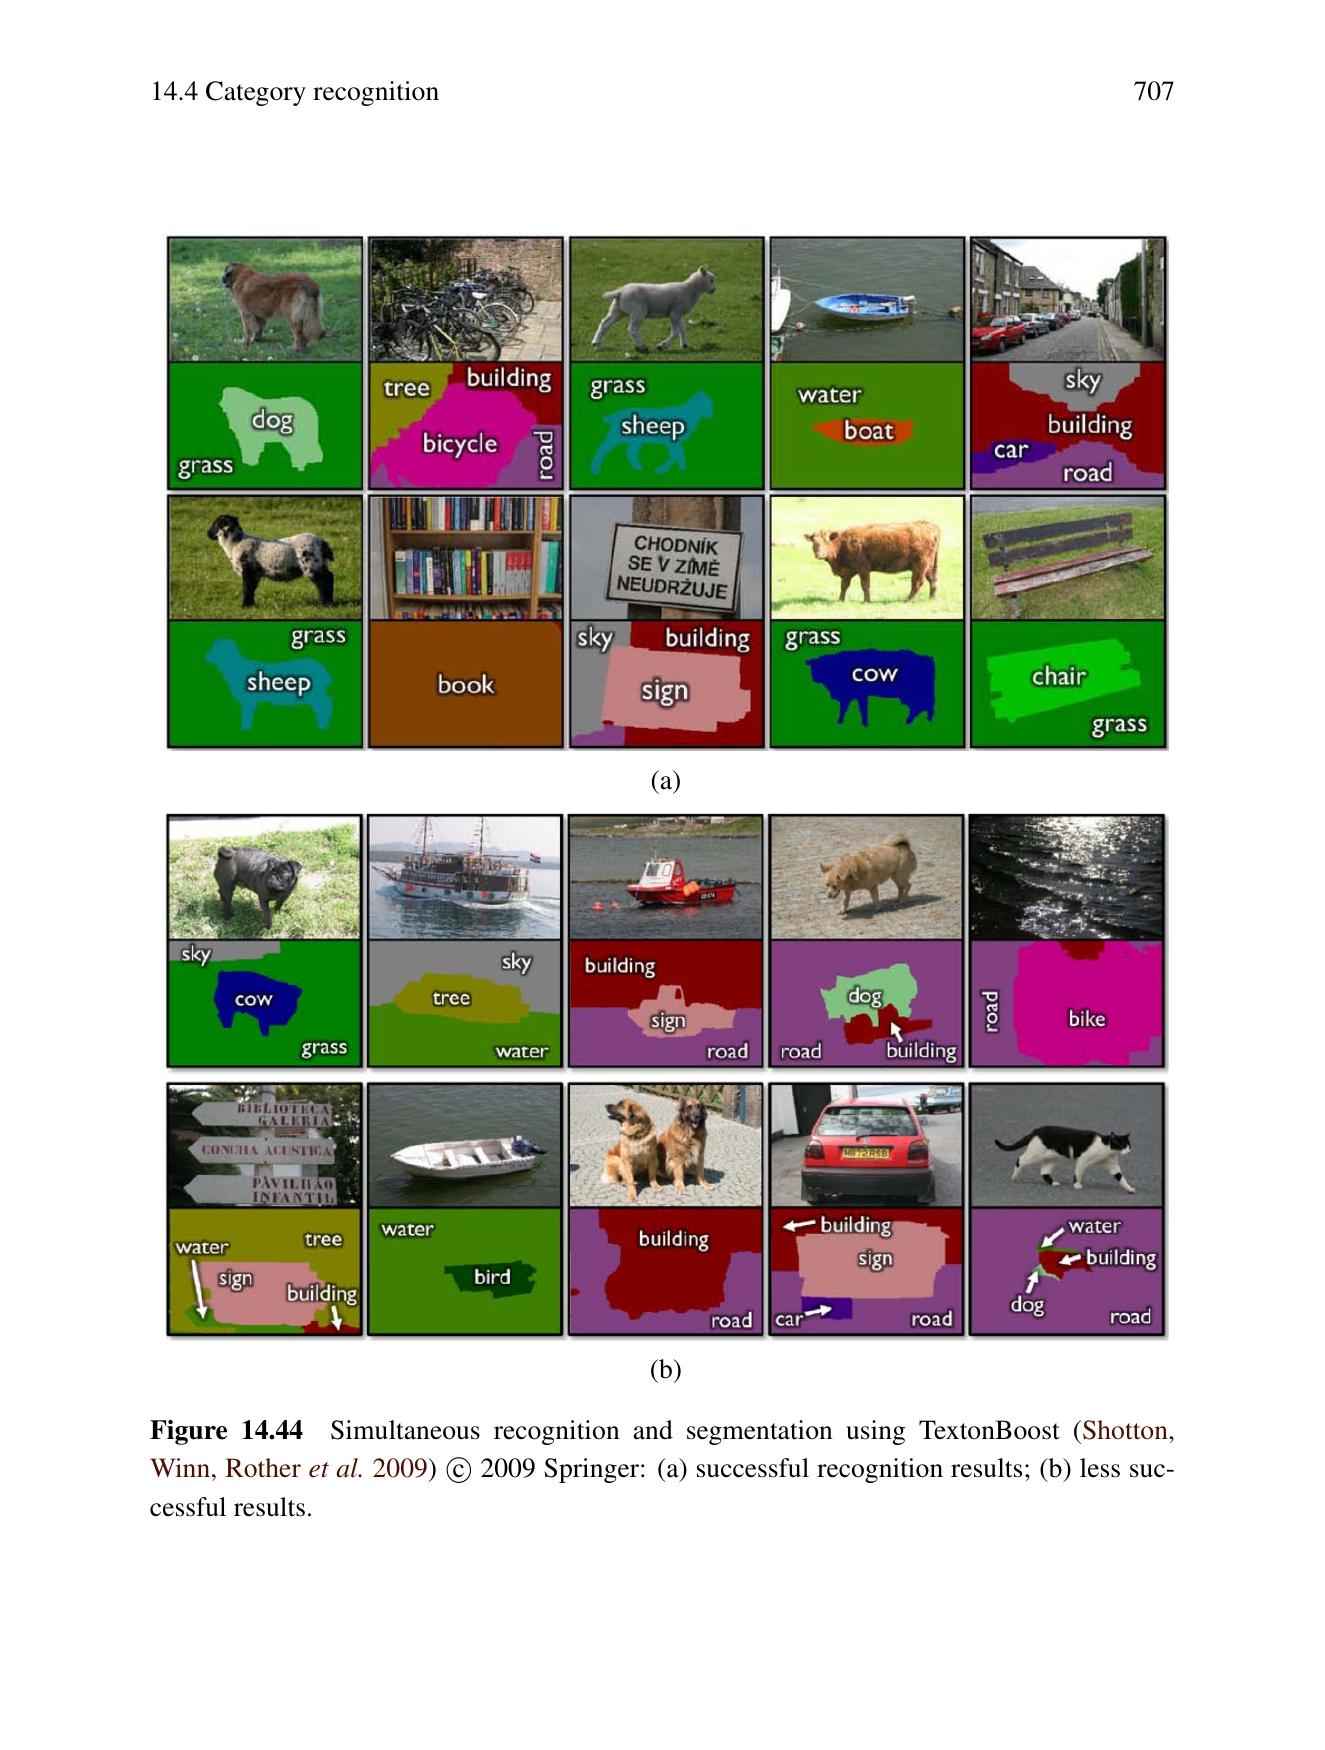 14.4 Category recognition 707
dog
grass
tree
building
bicycle
road
grass
sheep
water
boat
sky
building
car
road
CHODNÍK
SE V ZIMĚ
NEUDRŽUJE
grass
sheep
book
sky
building
sign
grass
cow
chair
grass
(a)
sky
cow
grass
sky
tree
water
building
sign
road
dog
road
building
road
bike
BIBLIOTECA
GALERIA
CONCHA ACUSTICA
PAVILHÃO
INFANTIL
water
tree
sign
building
water
bird
building
road
building
sign
car
road
water
building
dog
road
(b)
Figure 14.44 Simultaneous recognition and segmentation using TextonBoost (Shotton,
Winn, Rother et al. 2009) © 2009 Springer: (a) successful recognition results; (b) less suc-
cessful results.